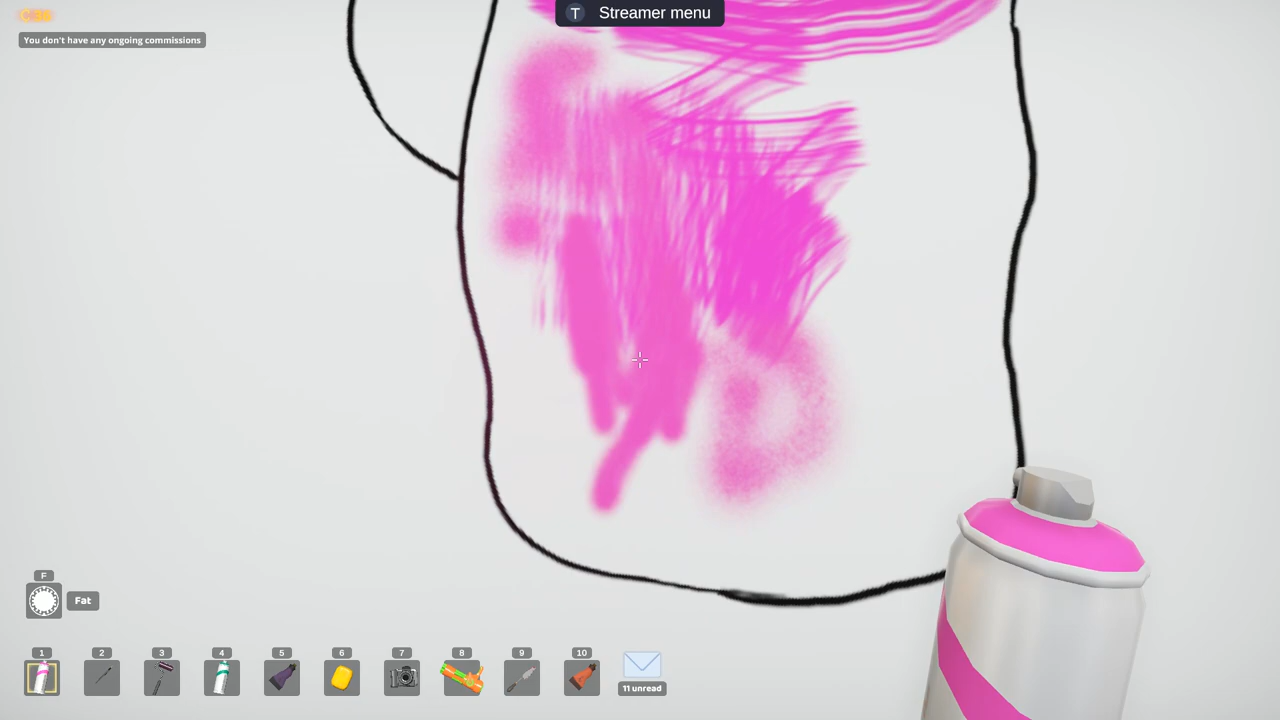 T Streamer menu
You don't have any ongoing commissions
F
Fat
1 2 3 4 5 6 7 8 9 10
11 unread